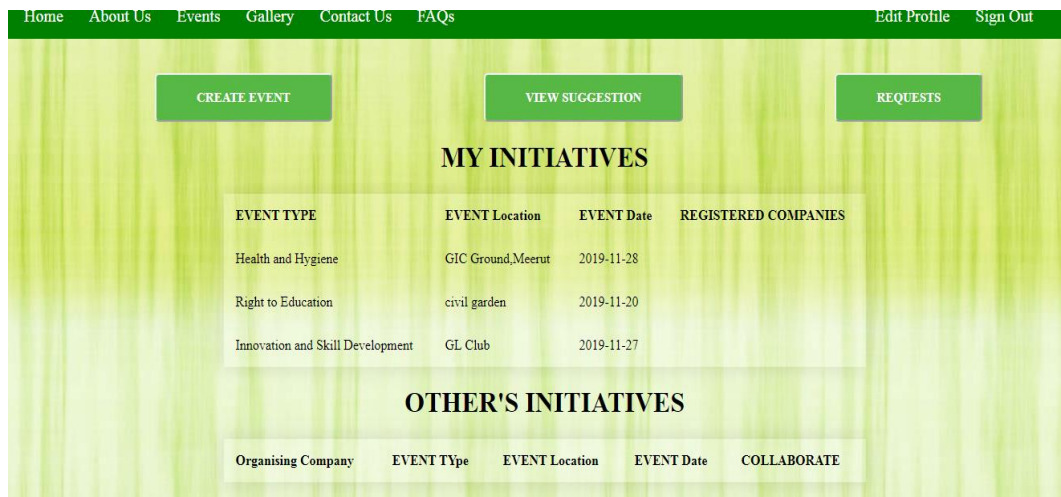 Home About Us Events Gallery Contact Us FAQs Edit Profile Sign Out
CREATE EVENT VIEW SUGGESTION REQUESTS
MY INITIATIVES
EVENT TYPE EVENT Location EVENT Date REGISTERED COMPANIES
Health and Hygiene GIC Ground,Meerut 2019-11-28
Right to Education civil garden 2019-11-20
Innovation and Skill Development GL Club 2019-11-27
OTHER'S INITIATIVES
Organising Company EVENT TYpe EVENT Location EVENT Date COLLABORATE